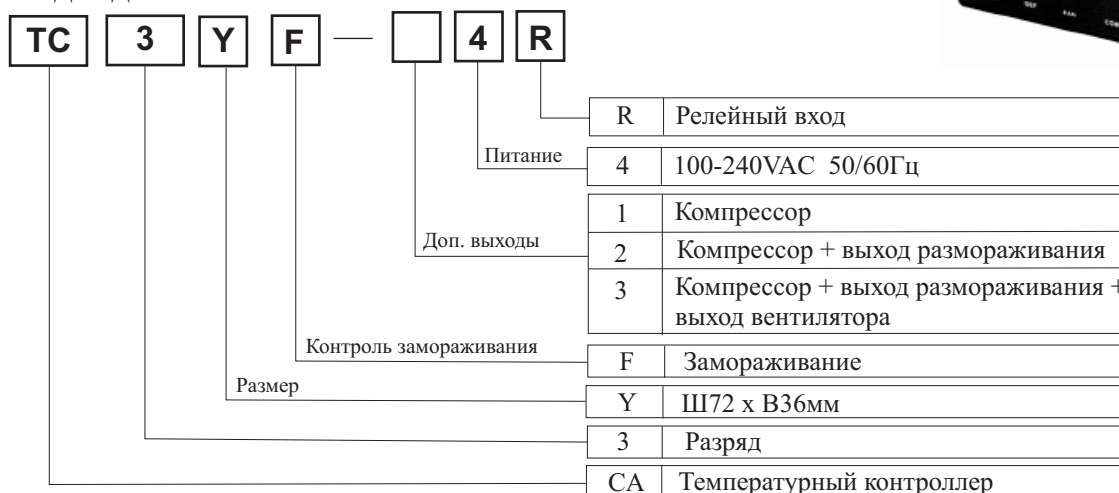 TC 3 Y F — 4 R
R Релейный вход
Питание 4 100-240VAC 50/60Гц
1 Компрессор
Доп. выходы 2 Компрессор + выход размораживания
3 Компрессор + выход размораживания +
выход вентилятора
Контроль замораживания F Замораживание
Размер Y Ш72 x В36мм
3 Разряд
CA Температурный контроллер